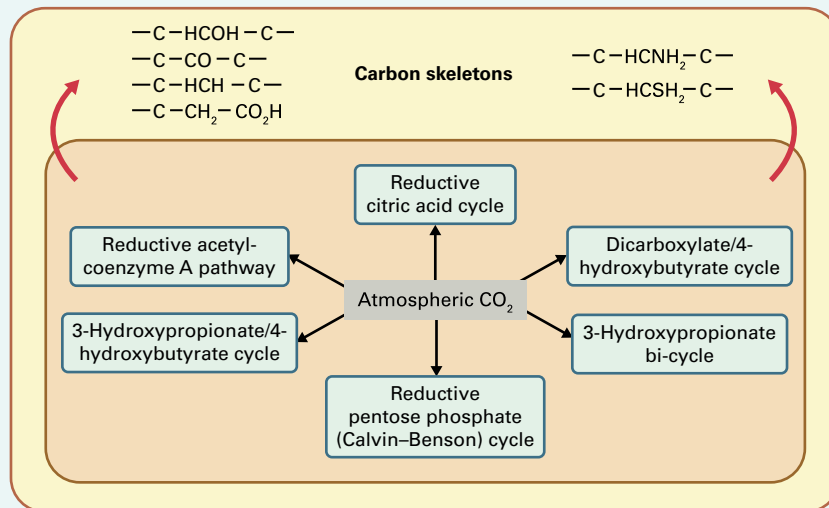 —C—HCOH—C—
—C—CO—C—
—C—HCH—C—
—C—CH₂—CO₂H
Carbon skeletons
—C—HCNH₂—C—
—C—HCSH₂—C—
Reductive
citric acid cycle
Reductive acetyl-
coenzyme A pathway
Dicarboxylate/4-
hydroxybutyrate cycle
Atmospheric CO₂
3-Hydroxypropionate/4-
hydroxybutyrate cycle
3-Hydroxypropionate
bi-cycle
Reductive
pentose phosphate
(Calvin–Benson) cycle